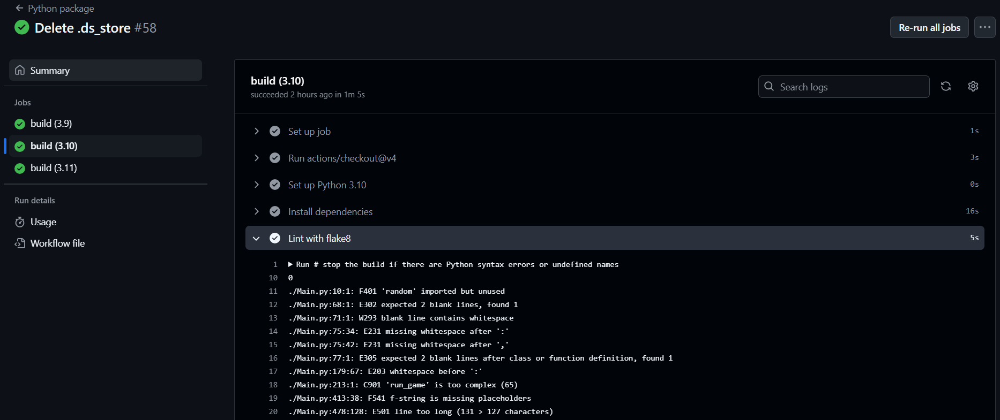 Python package
Delete .ds_store #58
Re-run all jobs
Summary
Jobs
build (3.9)
build (3.10)
build (3.11)
Run details
Usage
Workflow file
build (3.10)
succeeded 2 hours ago in 1m 5s
Search logs
Set up job 1s
Run actions/checkout@v4 3s
Set up Python 3.10 0s
Install dependencies 16s
Lint with flake8 5s
1 Run # stop the build if there are Python syntax errors or undefined names
10 0
11 ./Main.py:10:1: F401 'random' imported but unused
12 ./Main.py:68:1: E302 expected 2 blank lines, found 1
13 ./Main.py:71:1: W293 blank line contains whitespace
14 ./Main.py:75:34: E231 missing whitespace after ':'
15 ./Main.py:75:42: E231 missing whitespace after ','
16 ./Main.py:77:1: E305 expected 2 blank lines after class or function definition, found 1
17 ./Main.py:179:67: E203 whitespace before ':'
18 ./Main.py:213:1: C901 'run_game' is too complex (65)
19 ./Main.py:413:38: F541 f-string is missing placeholders
20 ./Main.py:478:128: E501 line too long (131 > 127 characters)